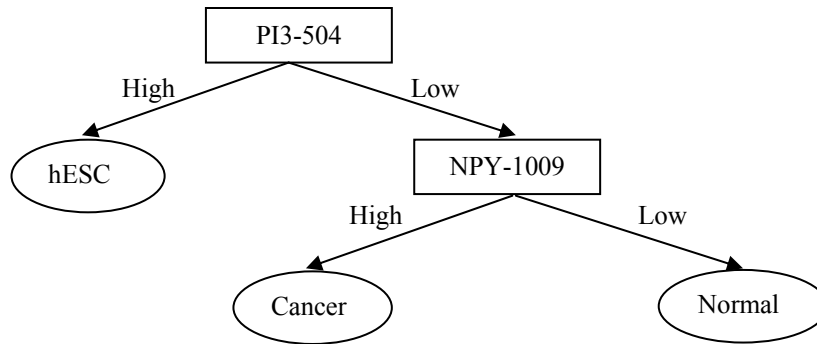 PI3-504
High
Low
hESC
NPY-1009
High
Low
Cancer
Normal